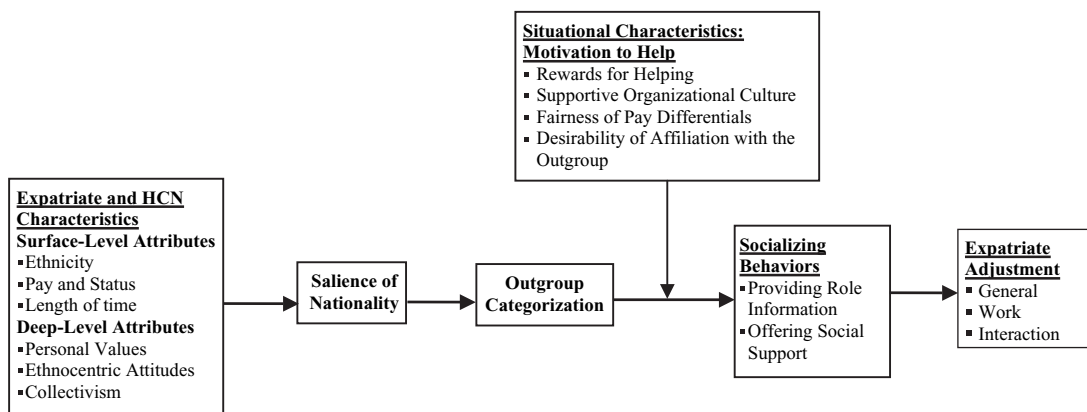 Situational Characteristics:
Motivation to Help
▪ Rewards for Helping
▪ Supportive Organizational Culture
▪ Fairness of Pay Differentials
▪ Desirability of Affiliation with the
Outgroup
Expatriate and HCN
Characteristics
Surface-Level Attributes
▪Ethnicity
▪Pay and Status
▪Length of time
Deep-Level Attributes
▪Personal Values
▪Ethnocentric Attitudes
▪Collectivism
Salience of
Nationality
Outgroup
Categorization
Socializing
Behaviors
▪Providing Role
Information
▪Offering Social
Support
Expatriate
Adjustment
▪ General
▪ Work
▪ Interaction